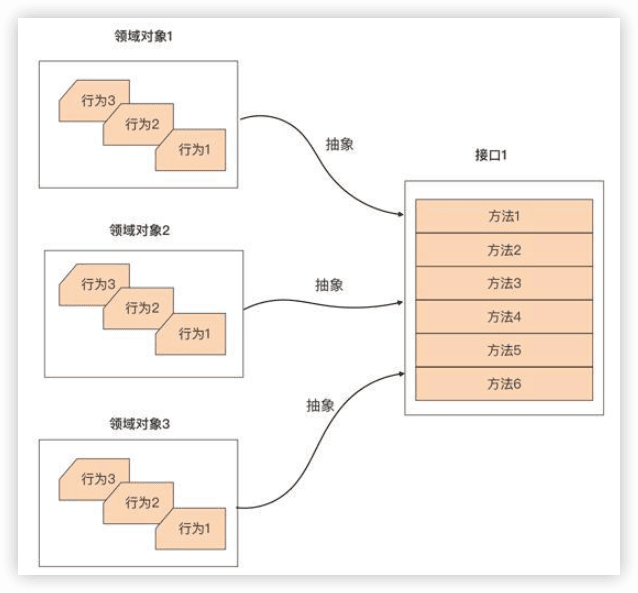 领域对象1
行为3
行为2
行为1
抽象
领域对象2
行为3
行为2
行为1
抽象
领域对象3
行为3
行为2
行为1
抽象
接口1
方法1
方法2
方法3
方法4
方法5
方法6